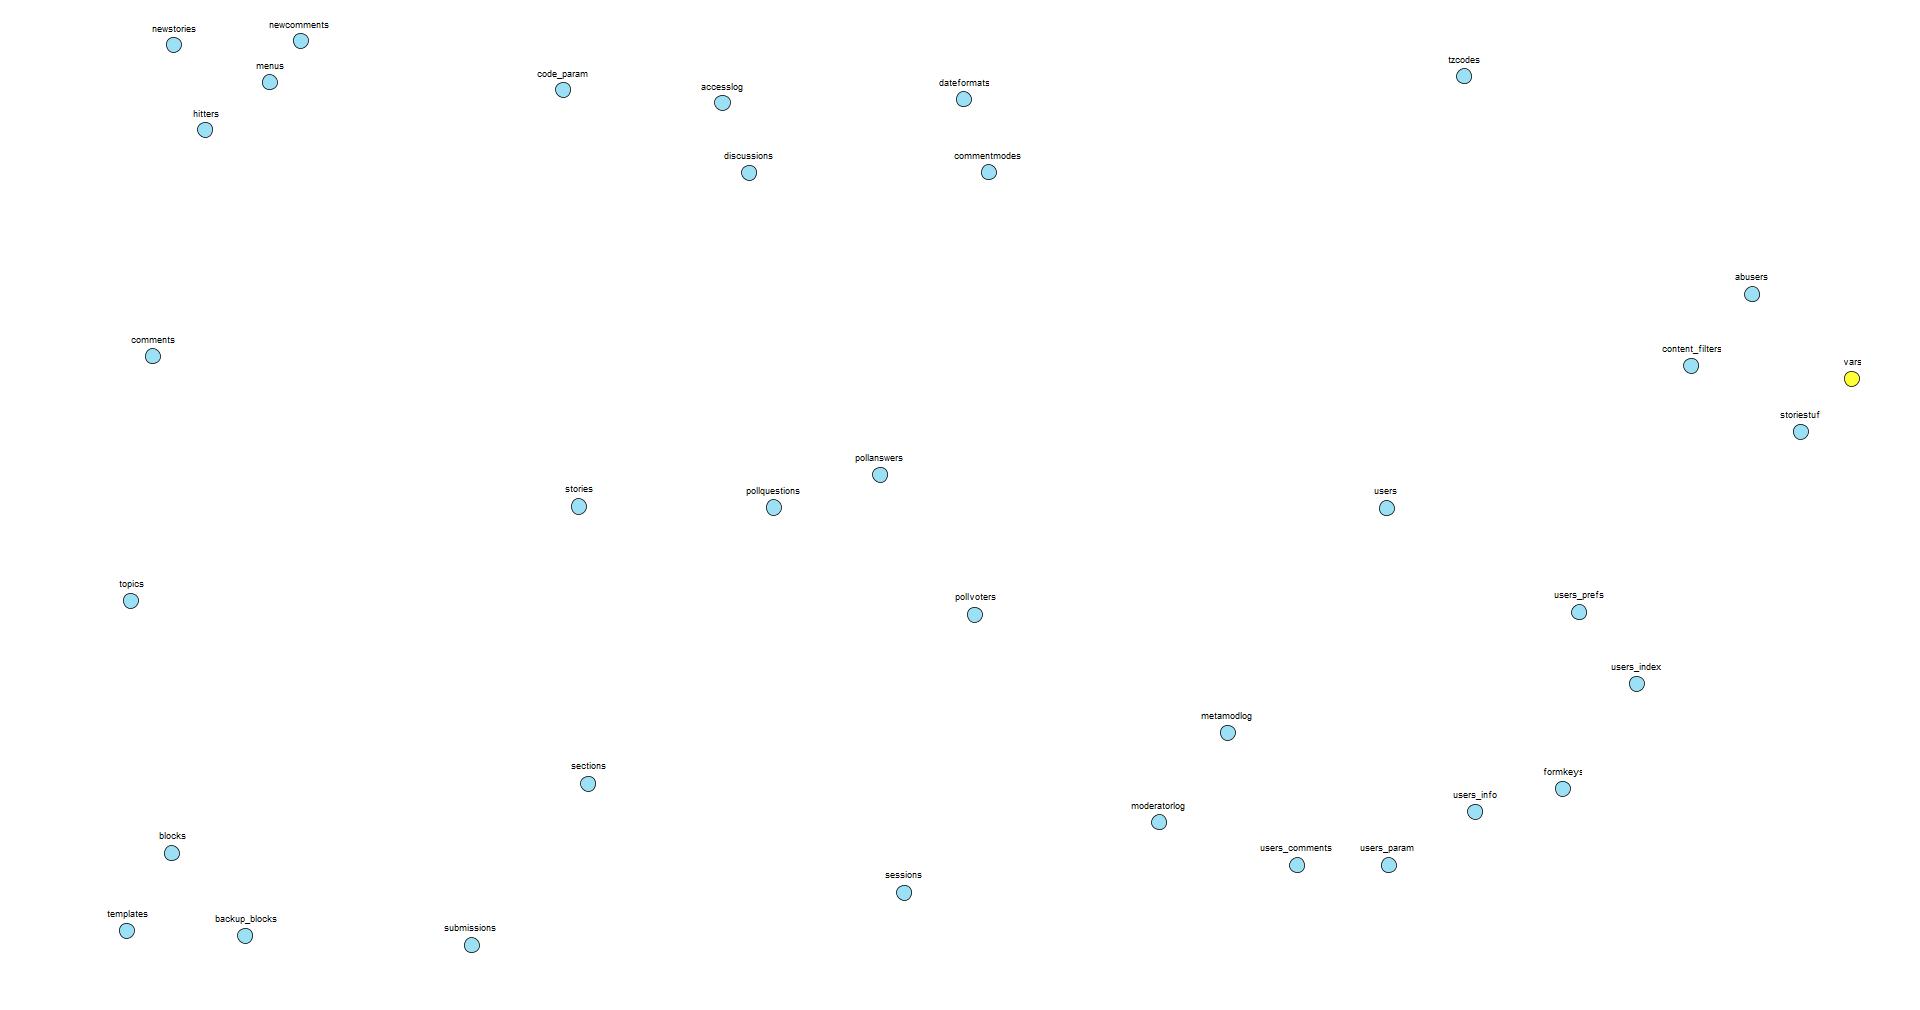 newcomments
newstories
tzcodes
menus
code_param
dateformats
accesslog
hitters
discussions
commentmodes
abusers
comments
content_filters
vars
storiestuf
pollanswers
stories
pollquestions
users
topics
users_prefs
pollvoters
users_index
metamodlog
sections
formkeys
users_info
moderatorlog
blocks
users_comments
users_param
sessions
templates
backup_blocks
submissions